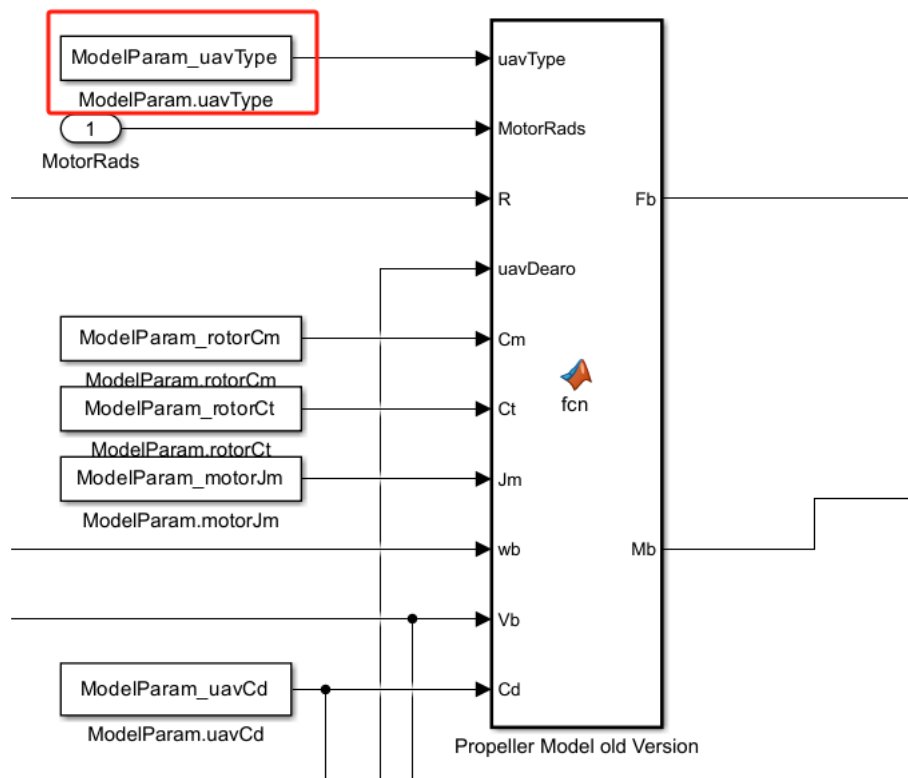 ModelParam_uavType
uavType
ModelParam.uavType
1
MotorRads
MotorRads
R
Fb
uavDearo
ModelParam_rotorCm
Cm
ModelParam.rotorCm
fcn
ModelParam_rotorCt
Ct
ModelParam.rotorCt
ModelParam_motorJm
Jm
ModelParam.motorJm
wb
Mb
Vb
ModelParam_uavCd
Cd
ModelParam.uavCd
Propeller Model old Version